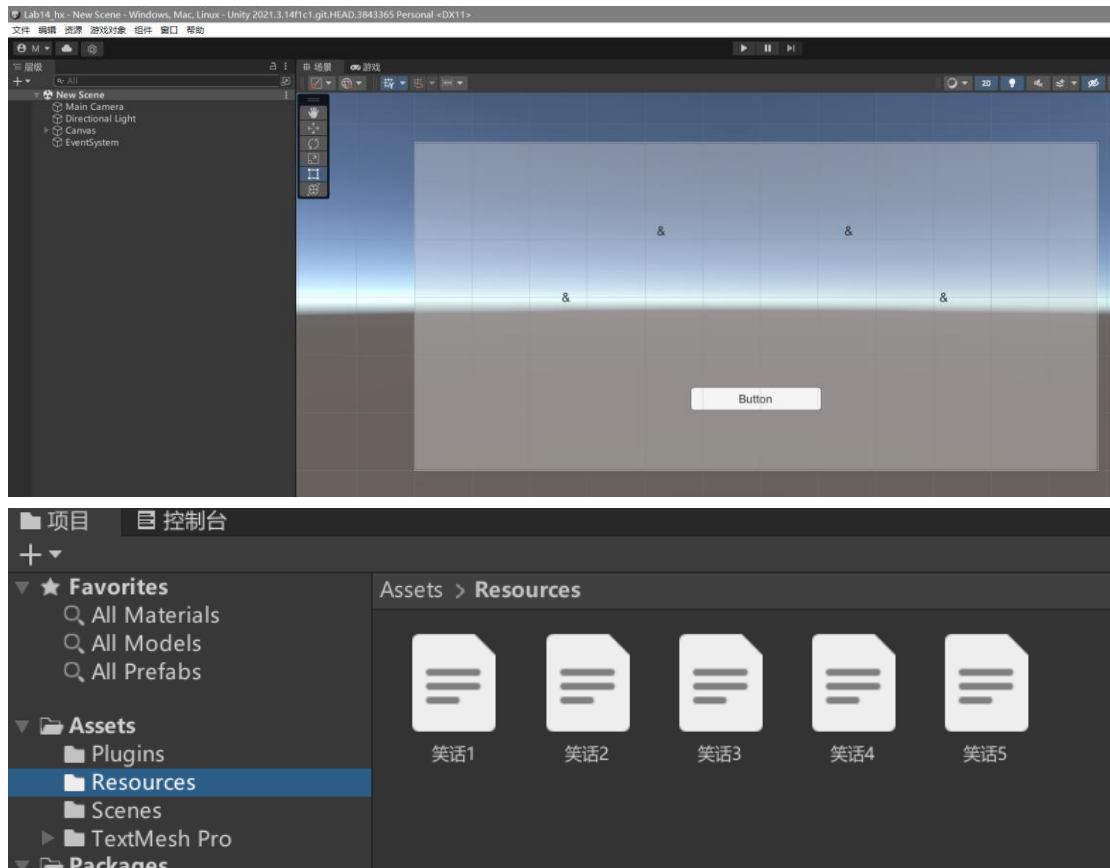 Lab14_hx - New Scene - Windows, Mac, Linux - Unity 2021.3.14f1c1.git.HEAD.3843365 Personal <DX11>
文件 编辑 资源 游戏对象 组件 窗口 帮助
M
层级
场景 游戏
All
2D
New Scene
Main Camera
Directional Light
Canvas
EventSystem
& &
& &
Button
项目 控制台
Favorites
All Materials
All Models
All Prefabs
Assets
Plugins
Resources
Scenes
TextMesh Pro
Packages
Assets > Resources
笑话1 笑话2 笑话3 笑话4 笑话5